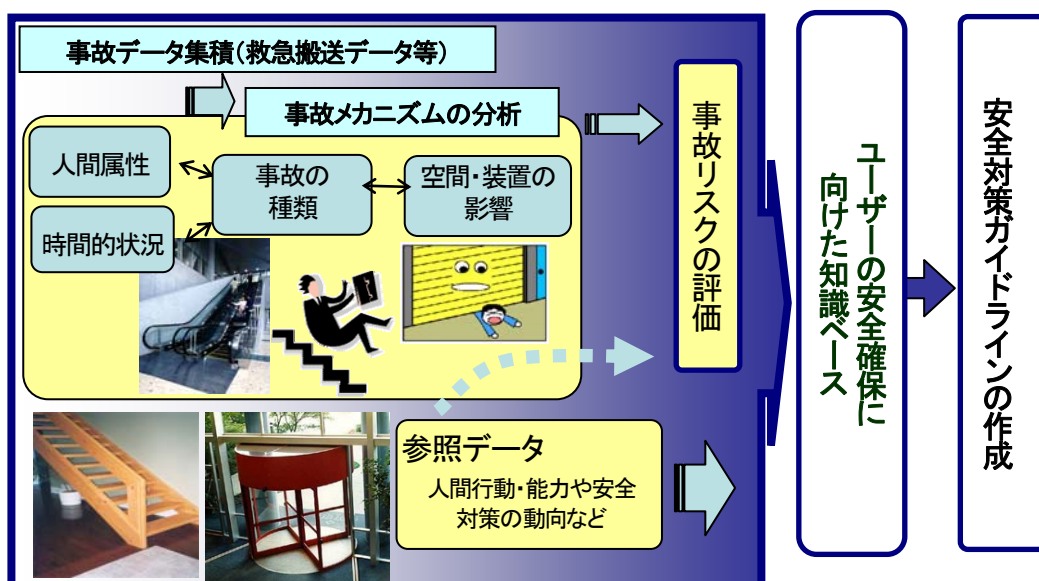 事故データ集積(救急搬送データ等)
事故メカニズムの分析
人間属性
時間的状況
事故の
種類
空間・装置の
影響
事故リスクの評価
参照データ
人間行動・能力や安全
対策の動向など
ユーザーの安全確保に
向けた知識ベース
安全対策ガイドラインの作成